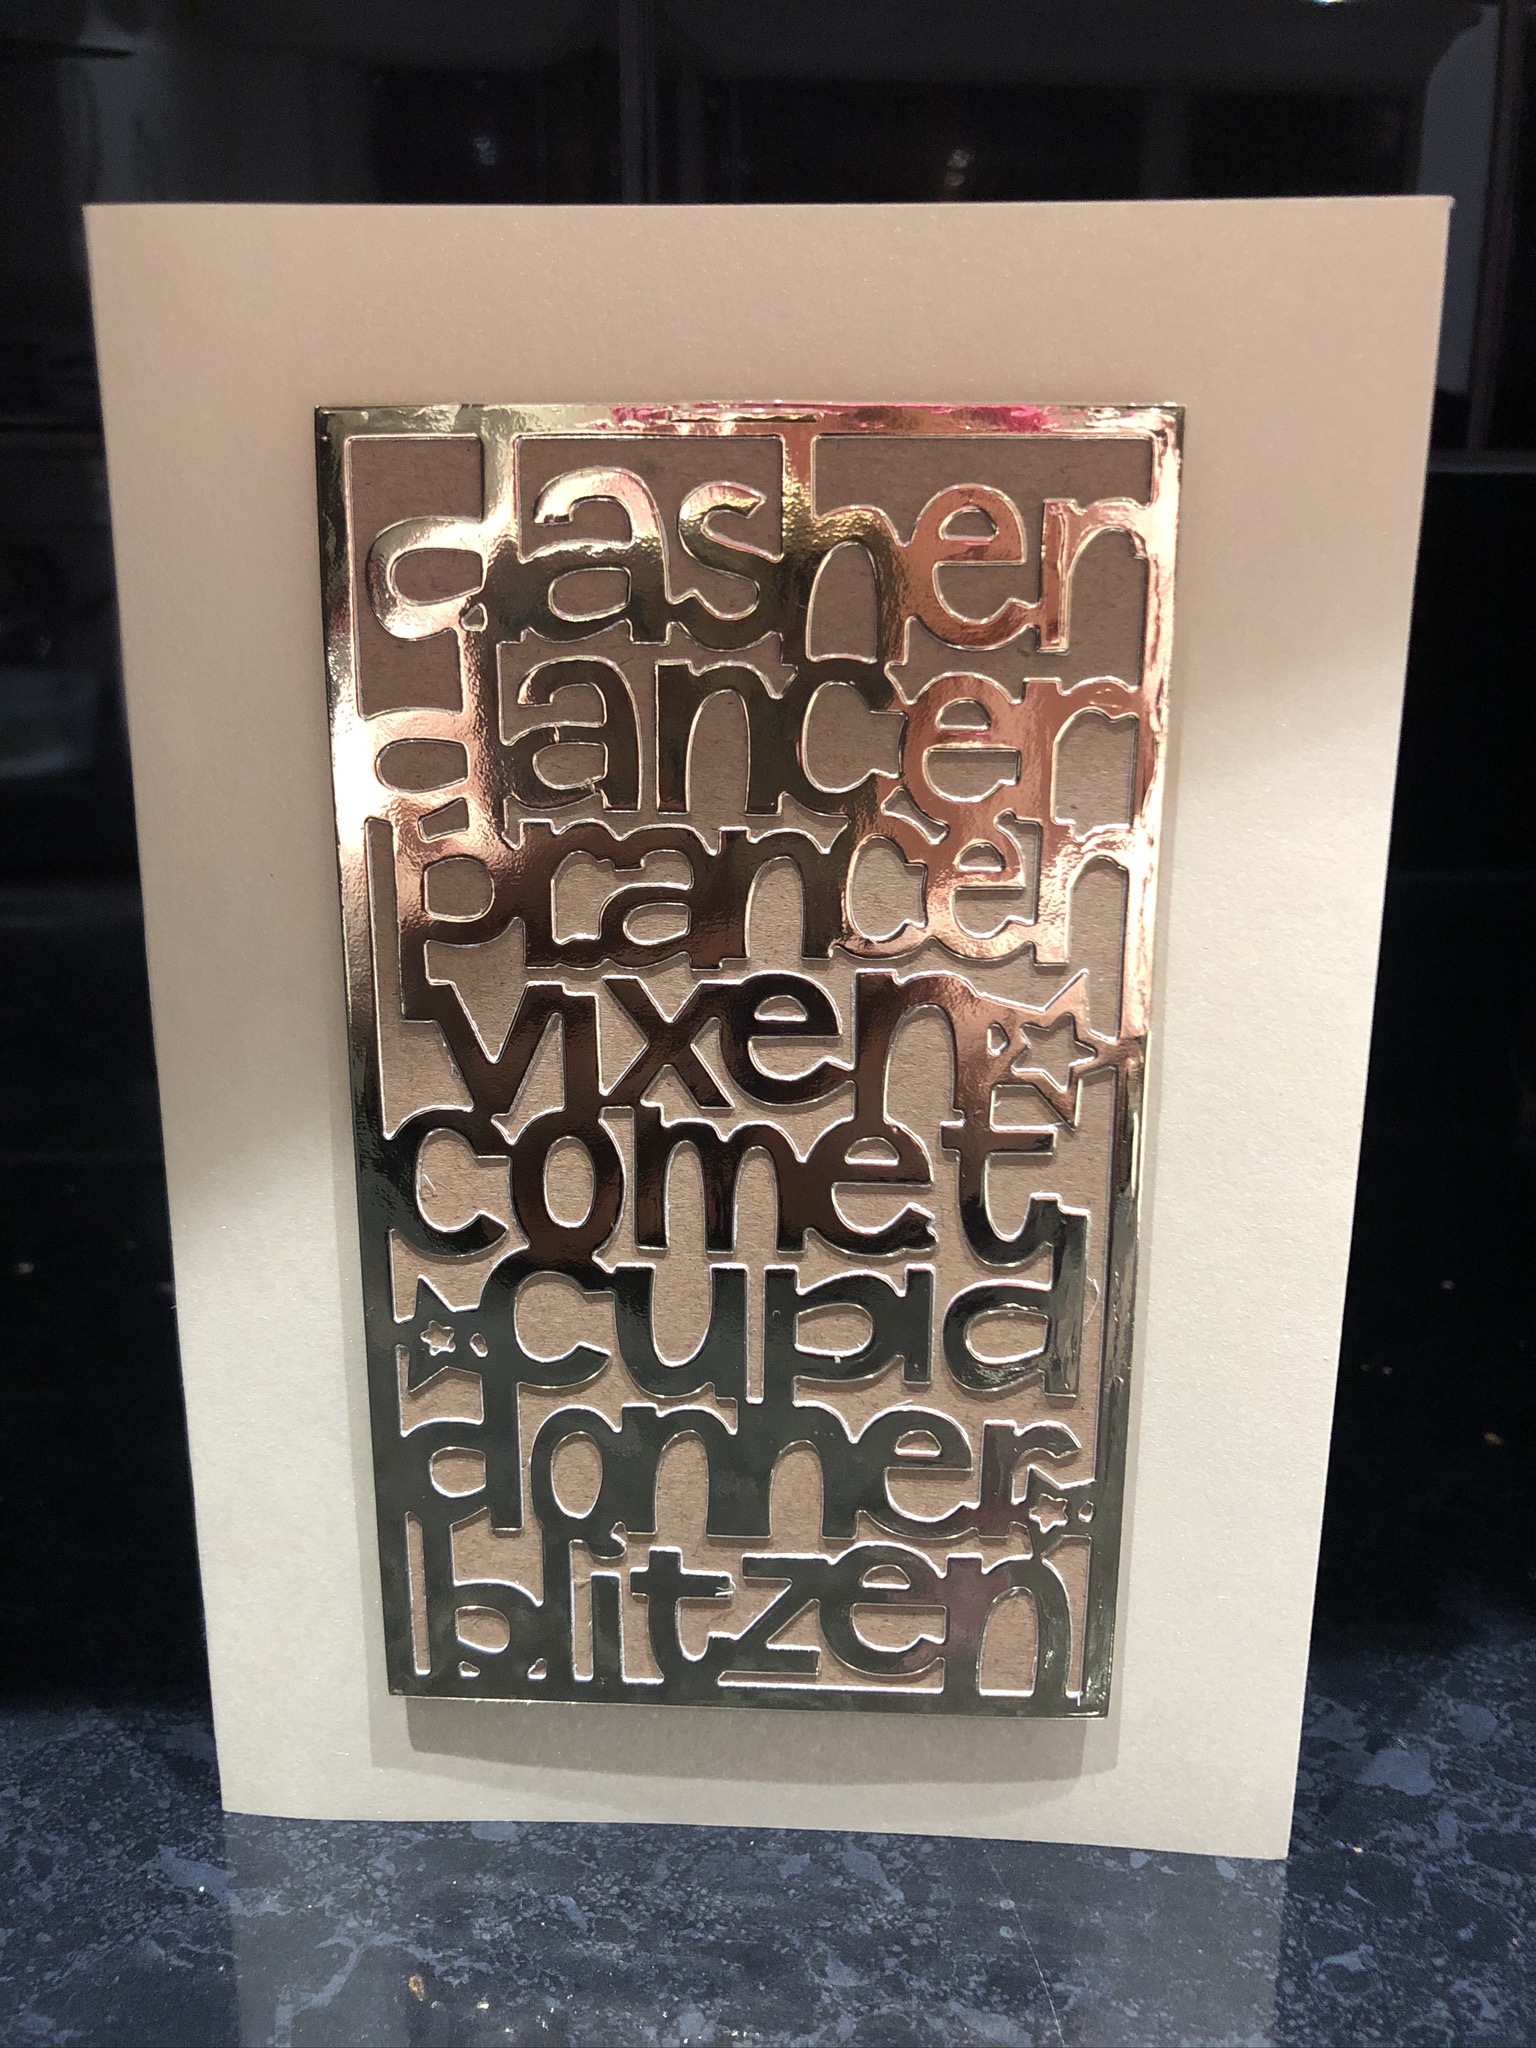 dasher
dancer
prancer
vixen
comet
cupid
donner
blitzen